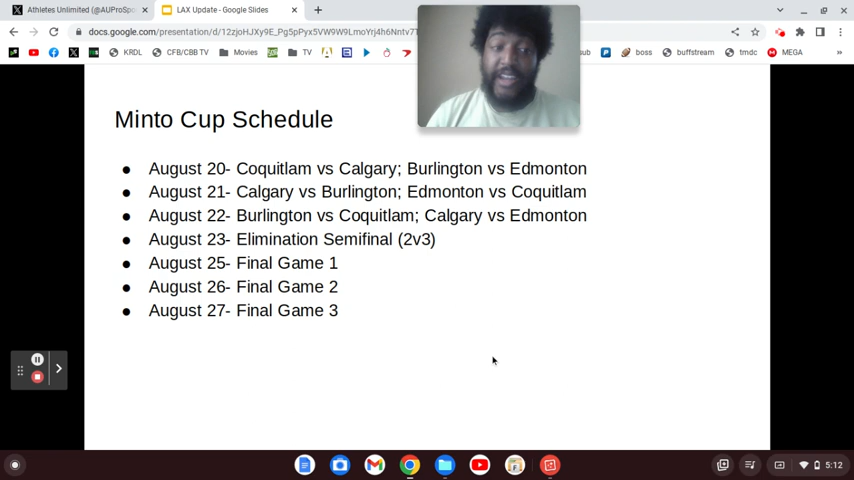 Athletes Unlimited (@AUProSpo
LAX Update - Google Slides
docs.google.com/presentation/d/12zjoHJXy9E_Pg5pPyx5VW9W9LmoYrj4h6Nntv7
KRDL
CFB/CBB TV
Movies
TV
sub
boss
buffstream
tmdc
MEGA
Minto Cup Schedule
● August 20- Coquitlam vs Calgary; Burlington vs Edmonton
● August 21- Calgary vs Burlington; Edmonton vs Coquitlam
● August 22- Burlington vs Coquitlam; Calgary vs Edmonton
● August 23- Elimination Semifinal (2v3)
● August 25- Final Game 1
● August 26- Final Game 2
● August 27- Final Game 3
5:12